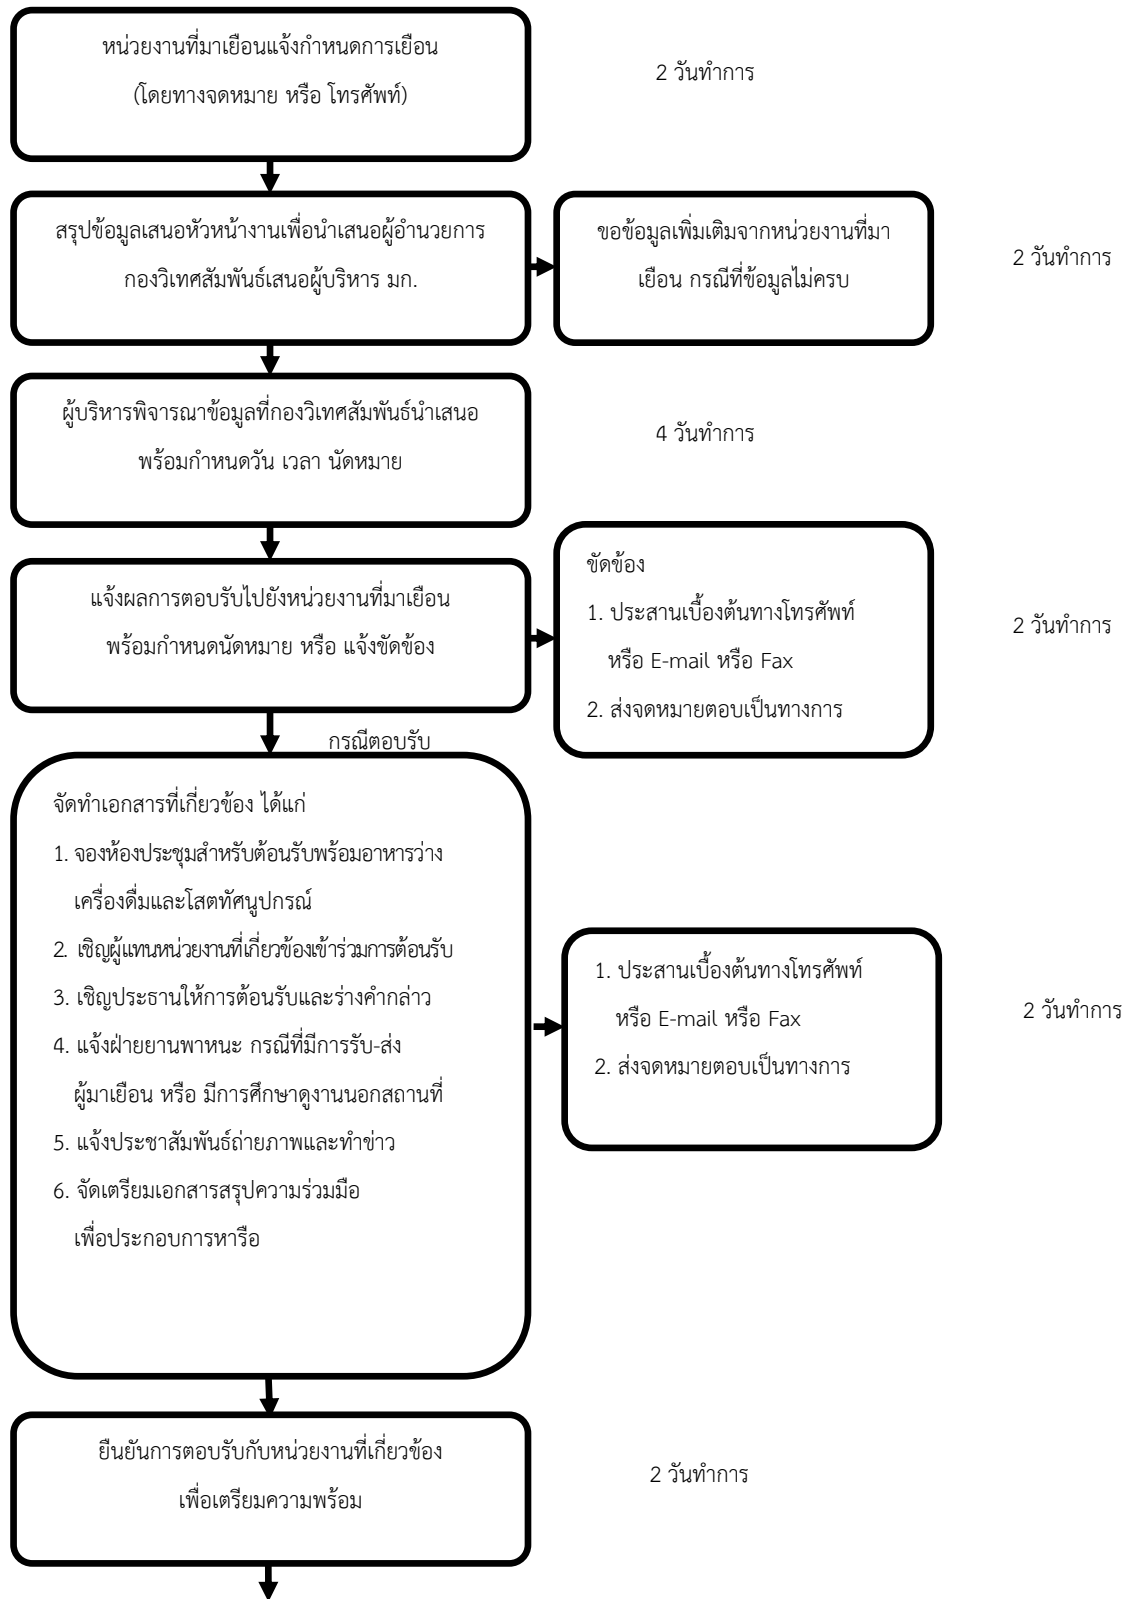 หน่วยงานที่มาเยือนแจ้งกำหนดการเยือน
(โดยทางจดหมาย หรือ โทรศัพท์)
2 วันทำการ
สรุปข้อมูลเสนอหัวหน้างานเพื่อนำเสนอผู้อำนวยการ
กองวิเทศสัมพันธ์เสนอผู้บริหาร มก.
ขอข้อมูลเพิ่มเติมจากหน่วยงานที่มา
เยือน กรณีที่ข้อมูลไม่ครบ
2 วันทำการ
ผู้บริหารพิจารณาข้อมูลที่กองวิเทศสัมพันธ์นำเสนอ
พร้อมกำหนดวัน เวลา นัดหมาย
4 วันทำการ
แจ้งผลการตอบรับไปยังหน่วยงานที่มาเยือน
พร้อมกำหนดนัดหมาย หรือ แจ้งขัดข้อง
ขัดข้อง
1. ประสานเบื้องต้นทางโทรศัพท์
หรือ E-mail หรือ Fax
2. ส่งจดหมายตอบเป็นทางการ
2 วันทำการ
กรณีตอบรับ
จัดทำเอกสารที่เกี่ยวข้อง ได้แก่
1. จองห้องประชุมสำหรับต้อนรับพร้อมอาหารว่าง
เครื่องดื่มและโสตทัศนูปกรณ์
2. เชิญผู้แทนหน่วยงานที่เกี่ยวข้องเข้าร่วมการต้อนรับ
3. เชิญประธานให้การต้อนรับและร่างคำกล่าว
4. แจ้งฝ่ายยานพาหนะ กรณีที่มีการรับ-ส่ง
ผู้มาเยือน หรือ มีการศึกษาดูงานนอกสถานที่
5. แจ้งประชาสัมพันธ์ถ่ายภาพและทำข่าว
6. จัดเตรียมเอกสารสรุปความร่วมมือ
เพื่อประกอบการหารือ
1. ประสานเบื้องต้นทางโทรศัพท์
หรือ E-mail หรือ Fax
2. ส่งจดหมายตอบเป็นทางการ
2 วันทำการ
ยืนยันการตอบรับกับหน่วยงานที่เกี่ยวข้อง
เพื่อเตรียมความพร้อม
2 วันทำการ